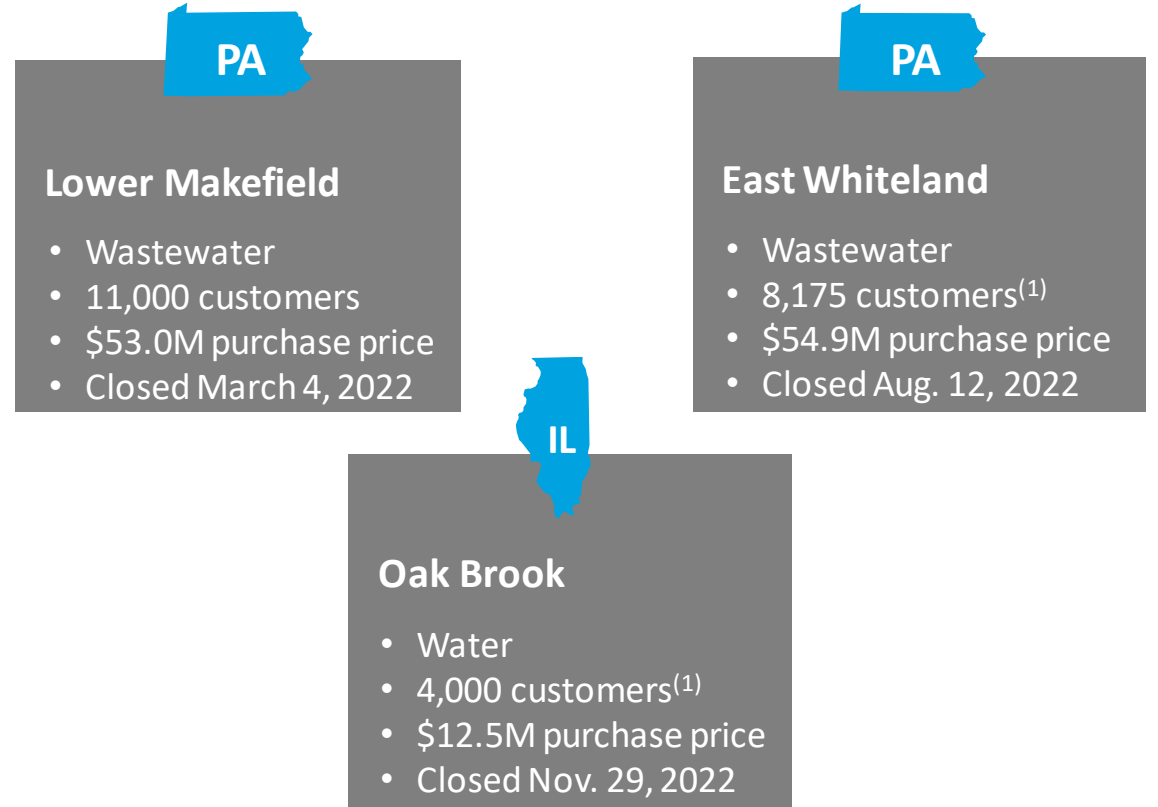 PA
Lower Makefield
• Wastewater
• 11,000 customers
• $53.0M purchase price
• Closed March 4, 2022
PA
East Whiteland
• Wastewater
• 8,175 customers(1)
• $54.9M purchase price
• Closed Aug. 12, 2022
IL
Oak Brook
• Water
• 4,000 customers(1)
• $12.5M purchase price
• Closed Nov. 29, 2022